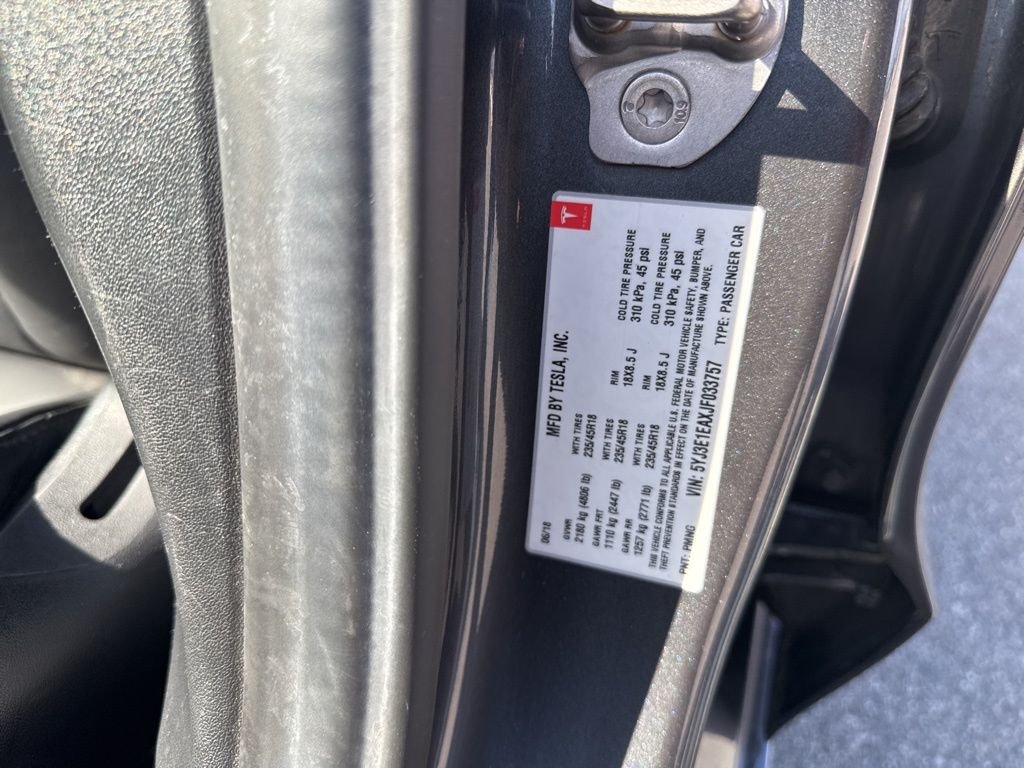 TESLA
MFD BY TESLA, INC.
06/18
GVWR
2180 kg (4806 lb)
WITH TIRES
235/45R18
RIM
18X8.5 J
COLD TIRE PRESSURE
310 kPa, 45 psi
GAWR FRT
1110 kg (2447 lb)
WITH TIRES
235/45R18
RIM
18X8.5 J
COLD TIRE PRESSURE
310 kPa, 45 psi
GAWR RR
1257 kg (2771 lb)
WITH TIRES
235/45R18
THIS VEHICLE CONFORMS TO ALL APPLICABLE U.S. FEDERAL MOTOR VEHICLE SAFETY, BUMPER, AND
THEFT PREVENTION STANDARDS IN EFFECT ON THE DATE OF MANUFACTURE SHOWN ABOVE.
PNT: PMNG VIN: 5YJ3E1EAXJF033757 TYPE: PASSENGER CAR
109